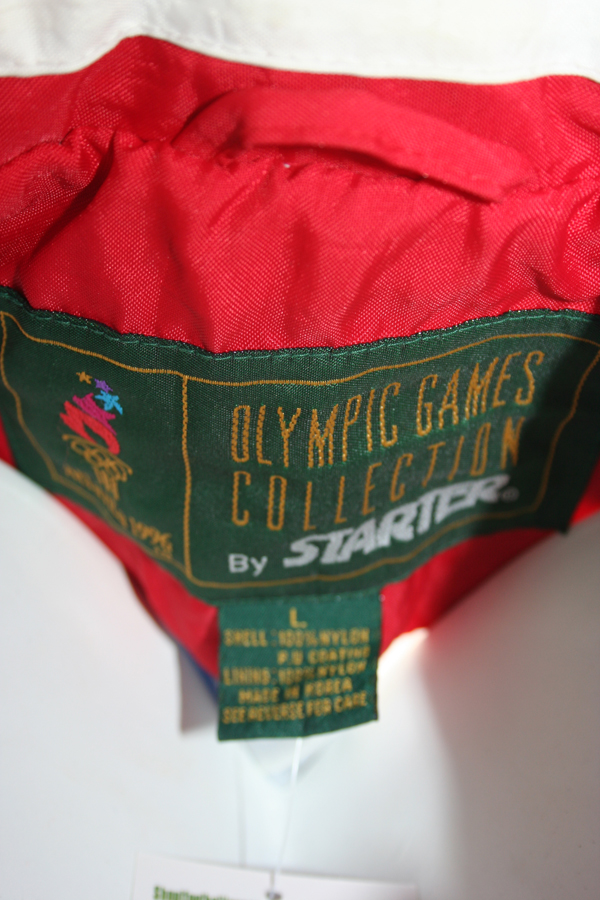 OLYMPIC GAMES
COLLECTION
By STARTER®
1996
L
SHELL: 100% NYLON
P.U COATING
LINING: 100% NYLON
MADE IN KOREA
SEE REVERSE FOR CARE